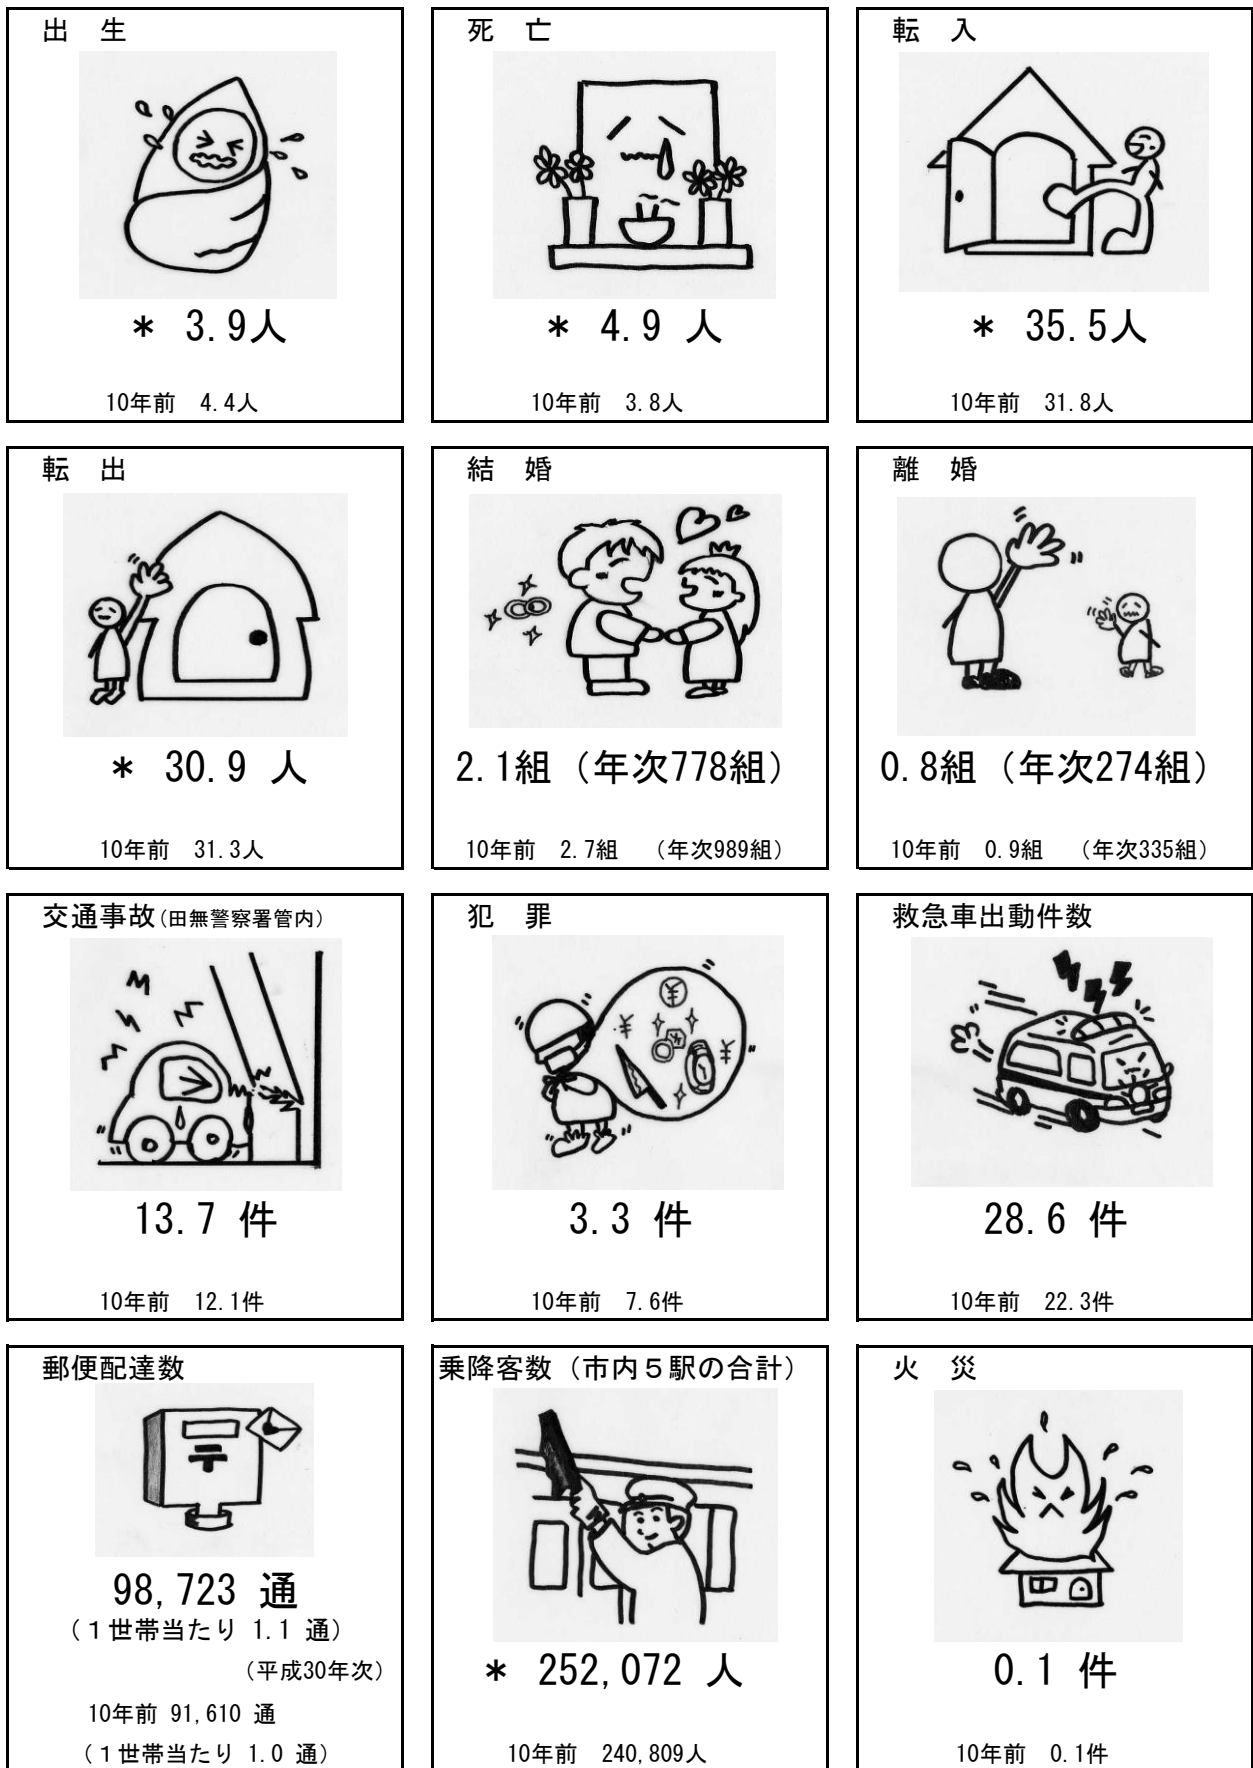 出　生
* 3.9人
10年前　4.4人
死　亡
* 4.9 人
10年前　3.8人
転　入
* 35.5人
10年前　31.8人
転　出
* 30.9 人
10年前　31.3人
結　婚
2.1組（年次778組）
10年前　2.7組　（年次989組）
離　婚
0.8組（年次274組）
10年前　0.9組　（年次335組）
交通事故(田無警察署管内)
13.7 件
10年前　12.1件
犯　罪
¥
¥
¥
3.3 件
10年前　7.6件
救急車出動件数
28.6 件
10年前　22.3件
郵便配達数
〒
98,723 通
（１世帯当たり 1.1 通）
（平成30年次）
10年前 91,610 通
（１世帯当たり 1.0 通）
乗降客数（市内５駅の合計）
* 252,072 人
10年前　240,809人
火　災
0.1 件
10年前　0.1件